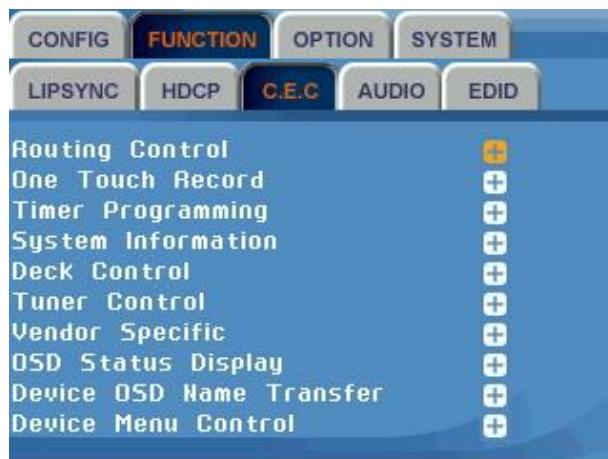 CONFIG FUNCTION OPTION SYSTEM
LIPSYNC HDCP C.E.C AUDIO EDID
Routing Control
One Touch Record
Timer Programming
System Information
Deck Control
Tuner Control
Vendor Specific
OSD Status Display
Device OSD Name Transfer
Device Menu Control